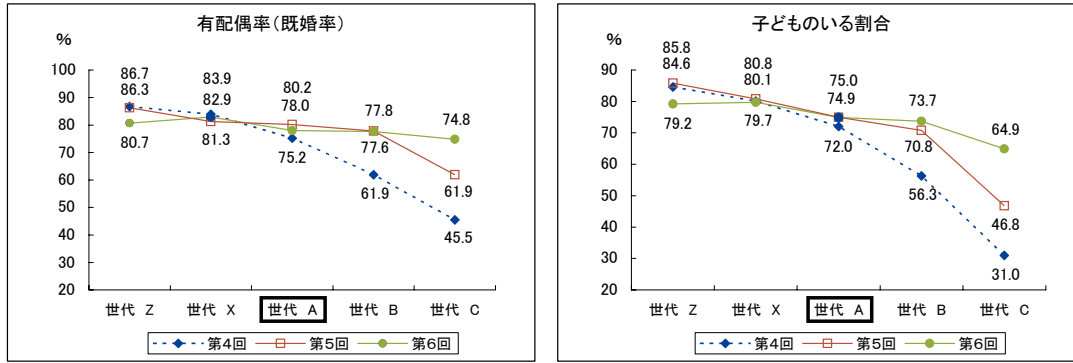 有配偶率(既婚率)
%
100
90
80
70
60
50
40
30
20
86.7
86.3
80.7
83.9
82.9
81.3
80.2
78.0
75.2
77.8
77.6
61.9
74.8
61.9
45.5
世代 Z
世代 X
世代 A
世代 B
世代 C
第4回
第5回
第6回
子どものいる割合
%
100
90
80
70
60
50
40
30
20
85.8
84.6
79.2
80.8
80.1
79.7
75.0
74.9
72.0
73.7
70.8
56.3
64.9
46.8
31.0
世代 Z
世代 X
世代 A
世代 B
世代 C
第4回
第5回
第6回